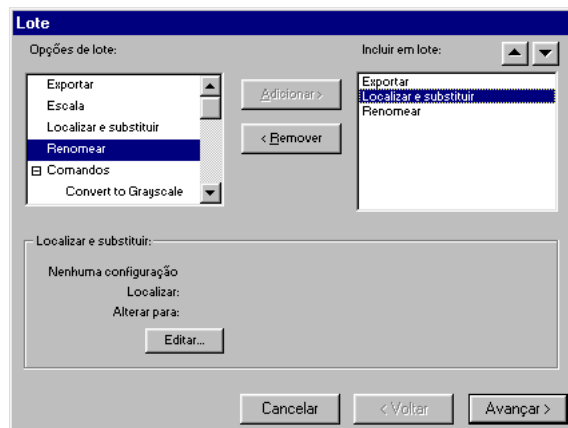 Lote
Opções de lote:
Incluir em lote:
Exportar
Escala
Localizar e substituir
Renomear
Comandos
Convert to Grayscale
Adicionar >
< Remover
Exportar
Localizar e substituir
Renomear
Localizar e substituir:
Nenhuma configuração
Localizar:
Alterar para:
Editar...
Cancelar
< Voltar
Avançar >